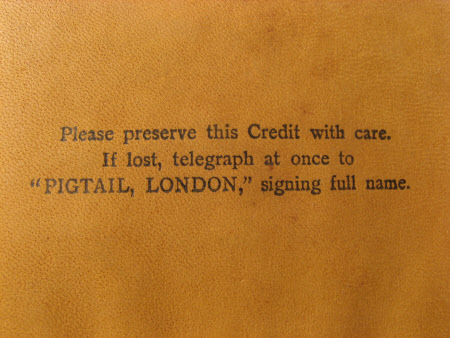 Please preserve this Credit with care.
If lost, telegraph at once to
"PIGTAIL, LONDON," signing full name.